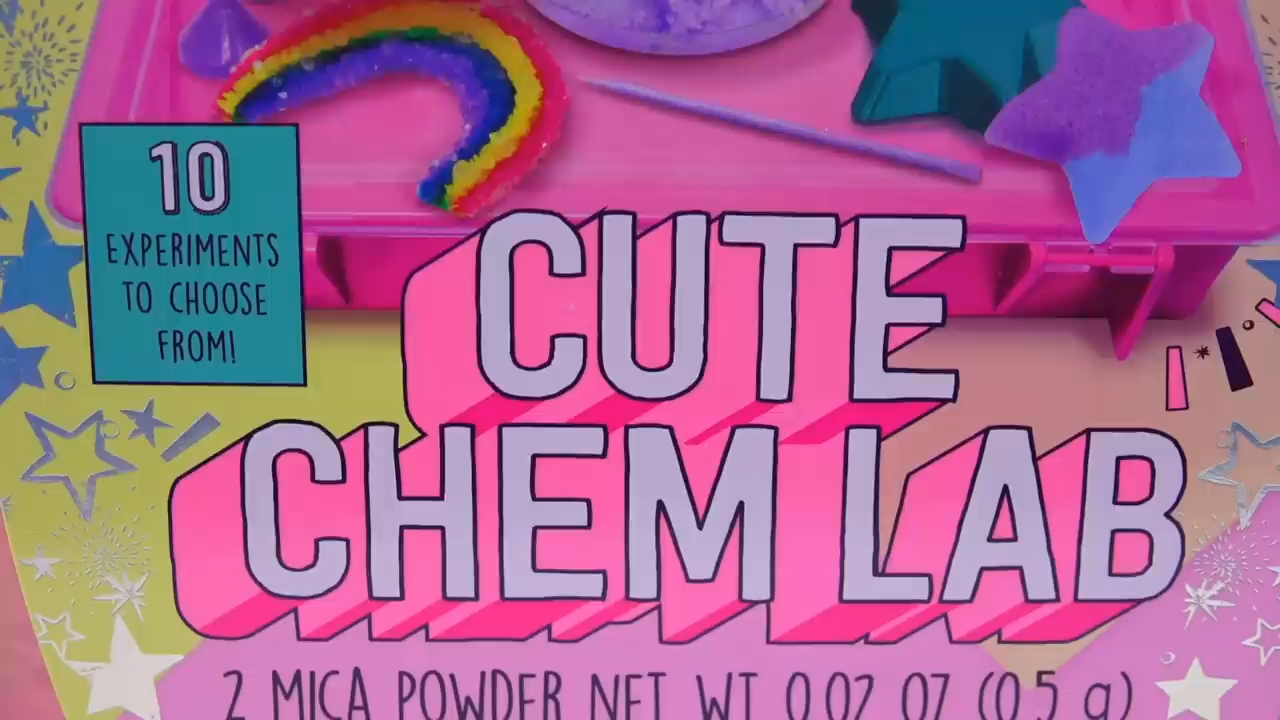 10
EXPERIMENTS
TO CHOOSE
FROM!
CUTE
CHEM LAB
2 MICA POWDER NET WT 0.02 OZ (0.5 g)